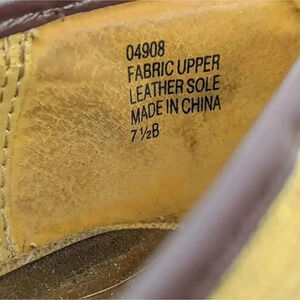 04908
FABRIC UPPER
LEATHER SOLE
MADE IN CHINA
7 ½B